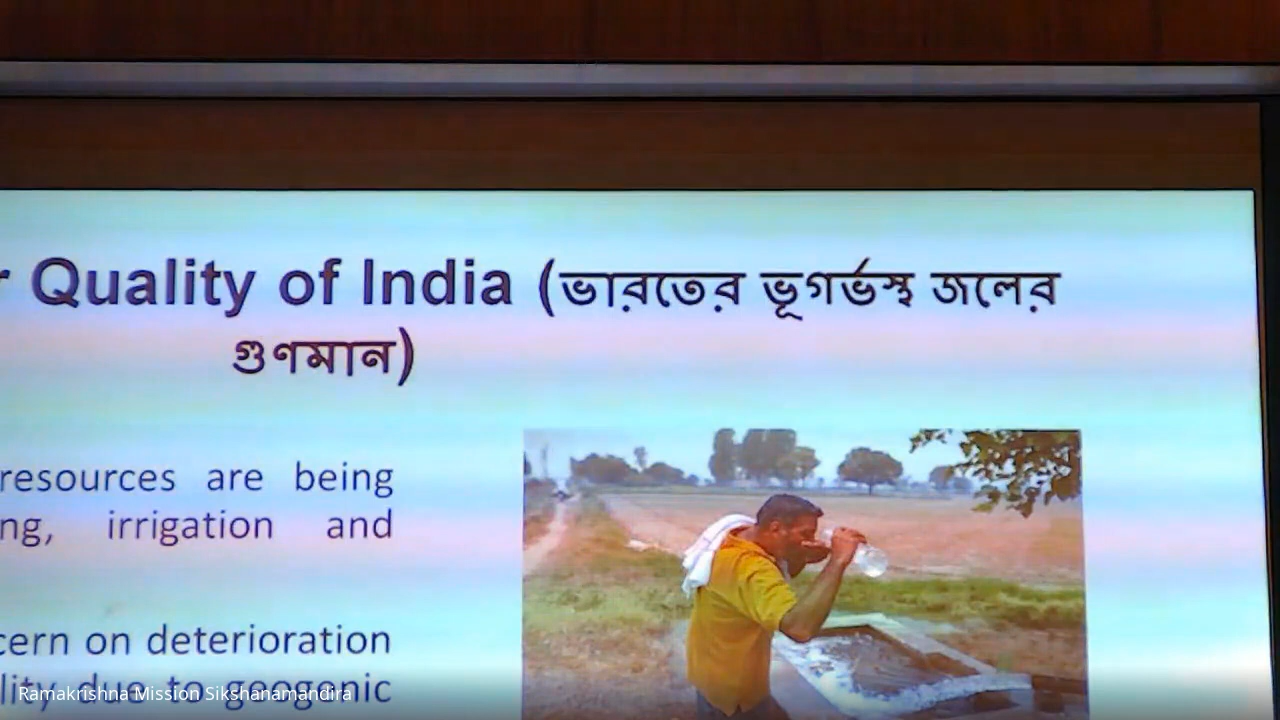 r Quality of India (ভারতের ভূগর্ভস্থ জলের
গুণমান)
resources are being
ng, irrigation and
cern on deterioration
lity due to geogenic
Ramakrishna Mission Sikshanamandira